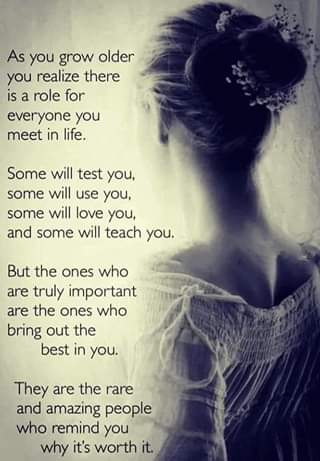 As you grow older
you realize there
is a role for
everyone you
meet in life.
Some will test you,
some will use you,
some will love you,
and some will teach you.
But the ones who
are truly important
are the ones who
bring out the
best in you.
They are the rare
and amazing people
who remind you
why it's worth it.